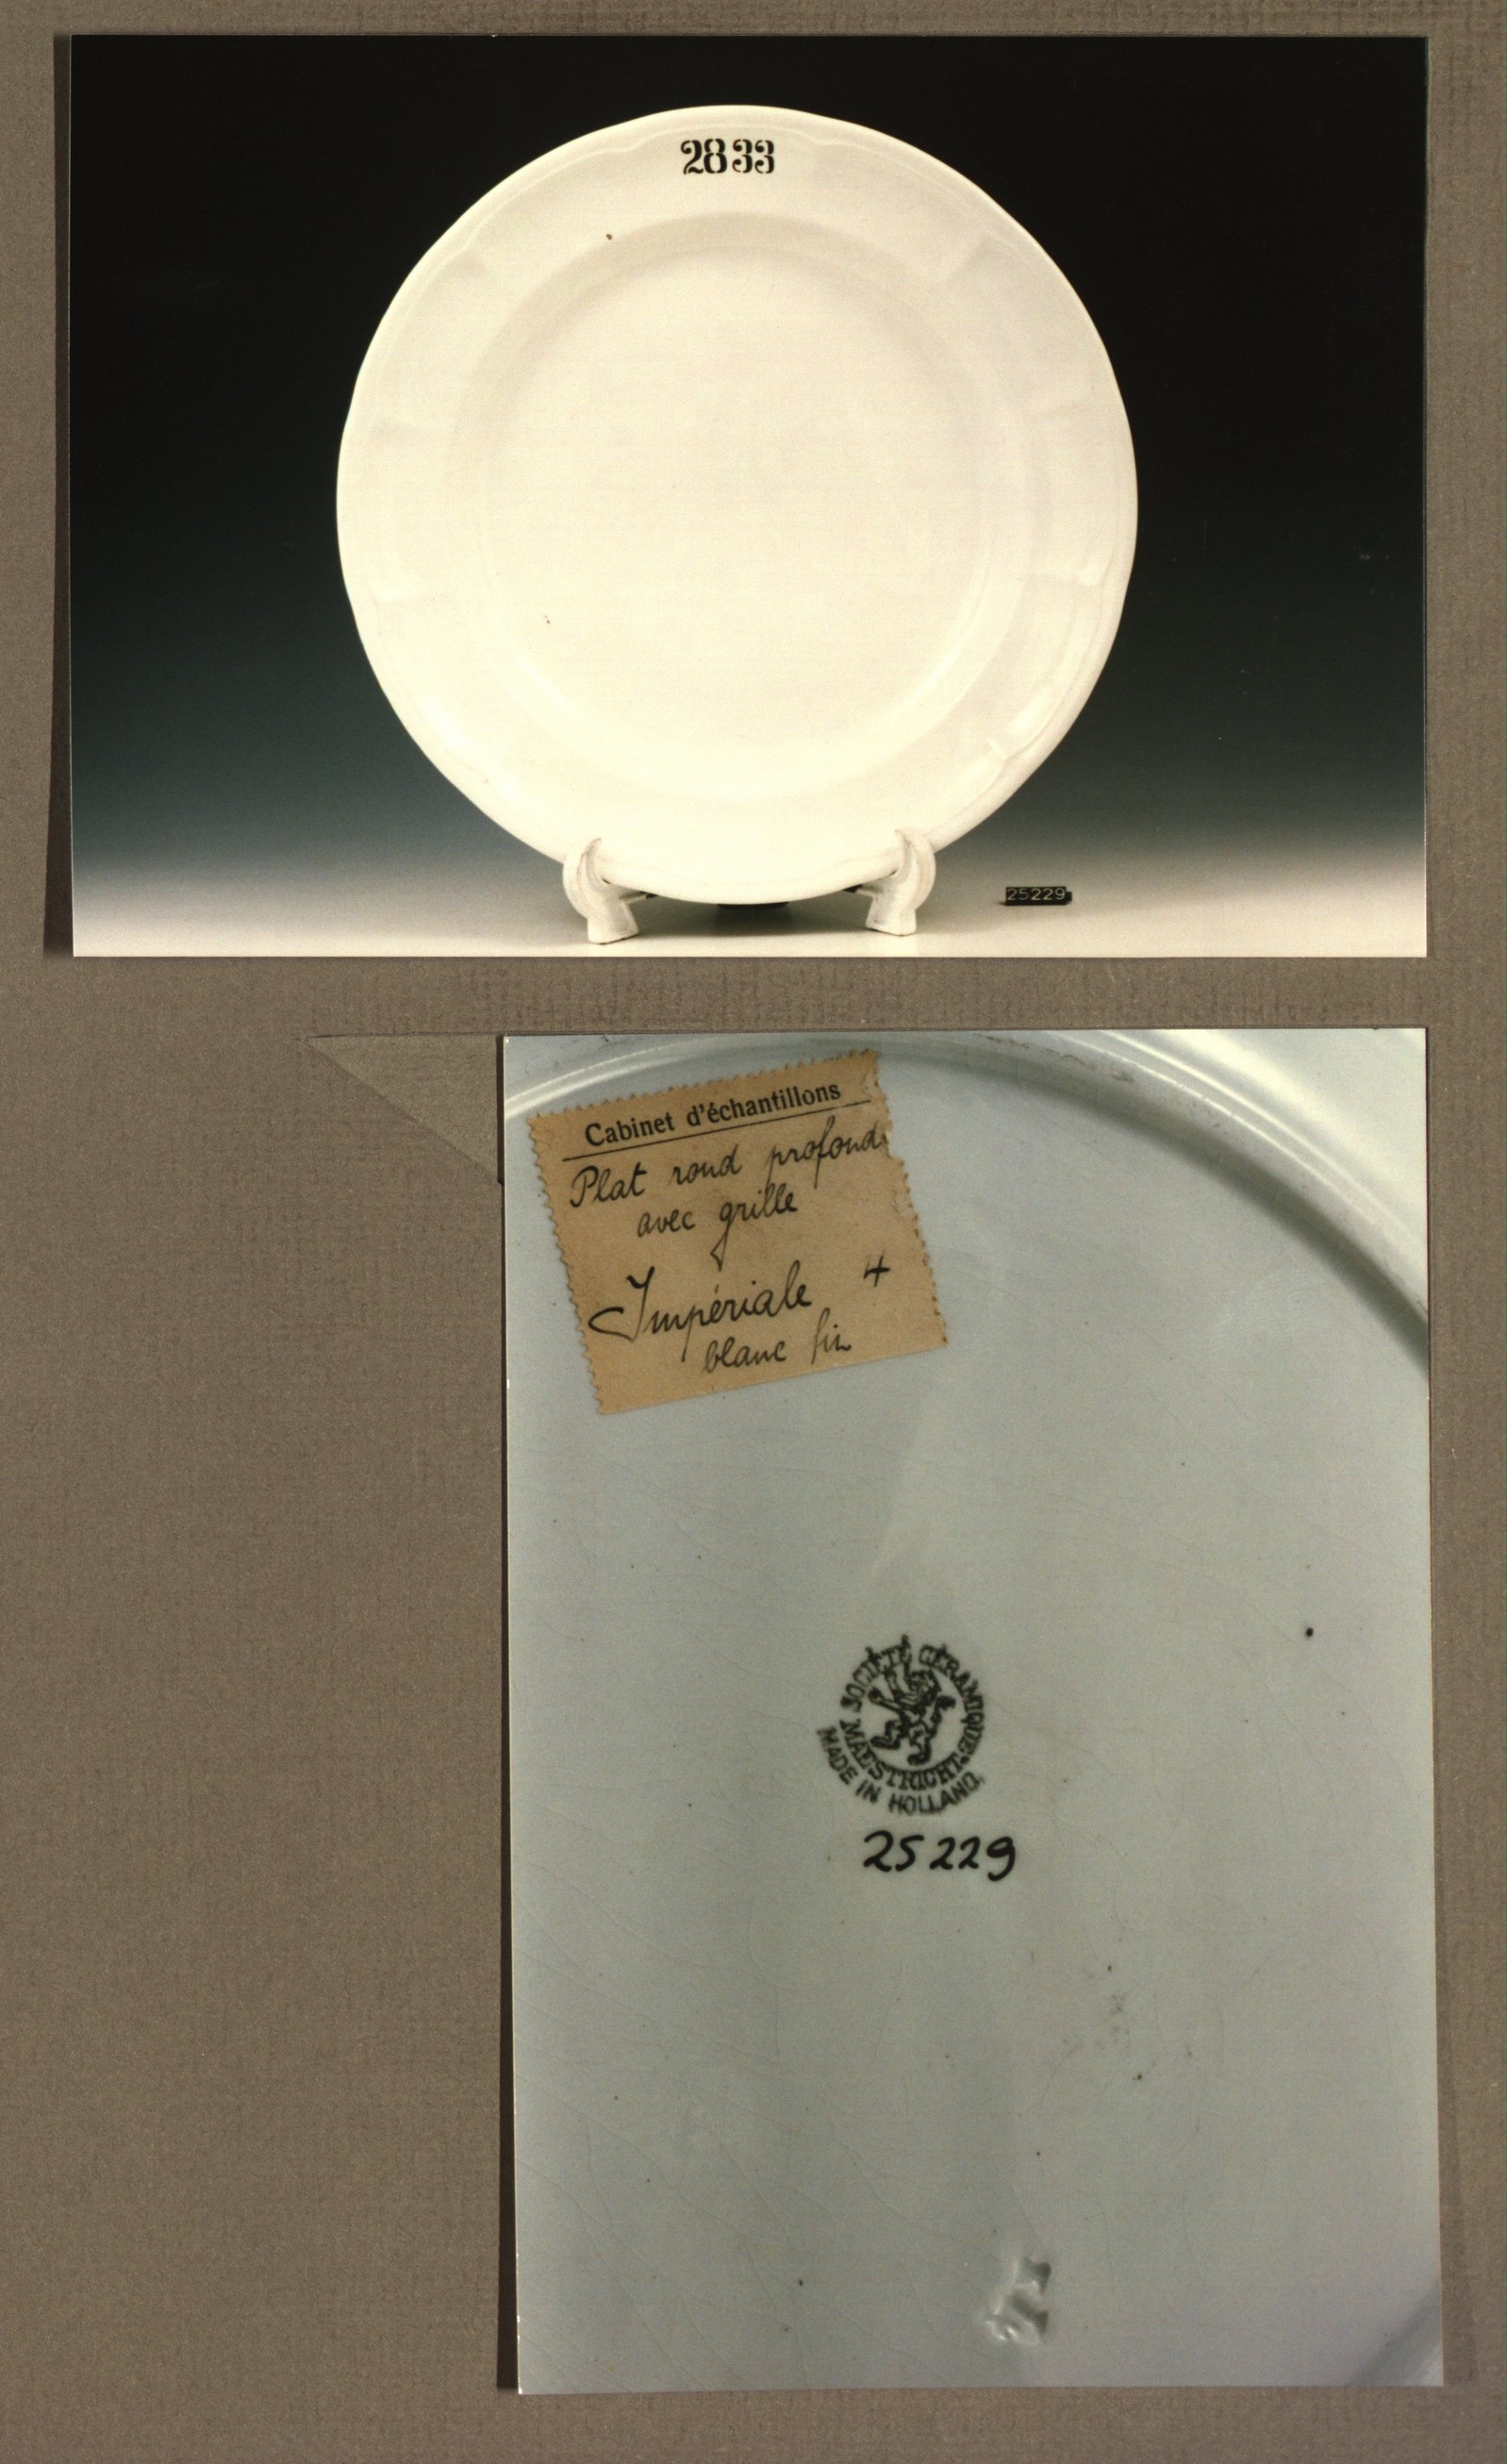 2833
25229
Cabinet d'échantillons
Plat rond profond
avec grille
Impériale 4
blanc fin
SOCIÉTÉ CÉRAMIQUE
MAESTRICHT.
MADE IN HOLLAND.
25229